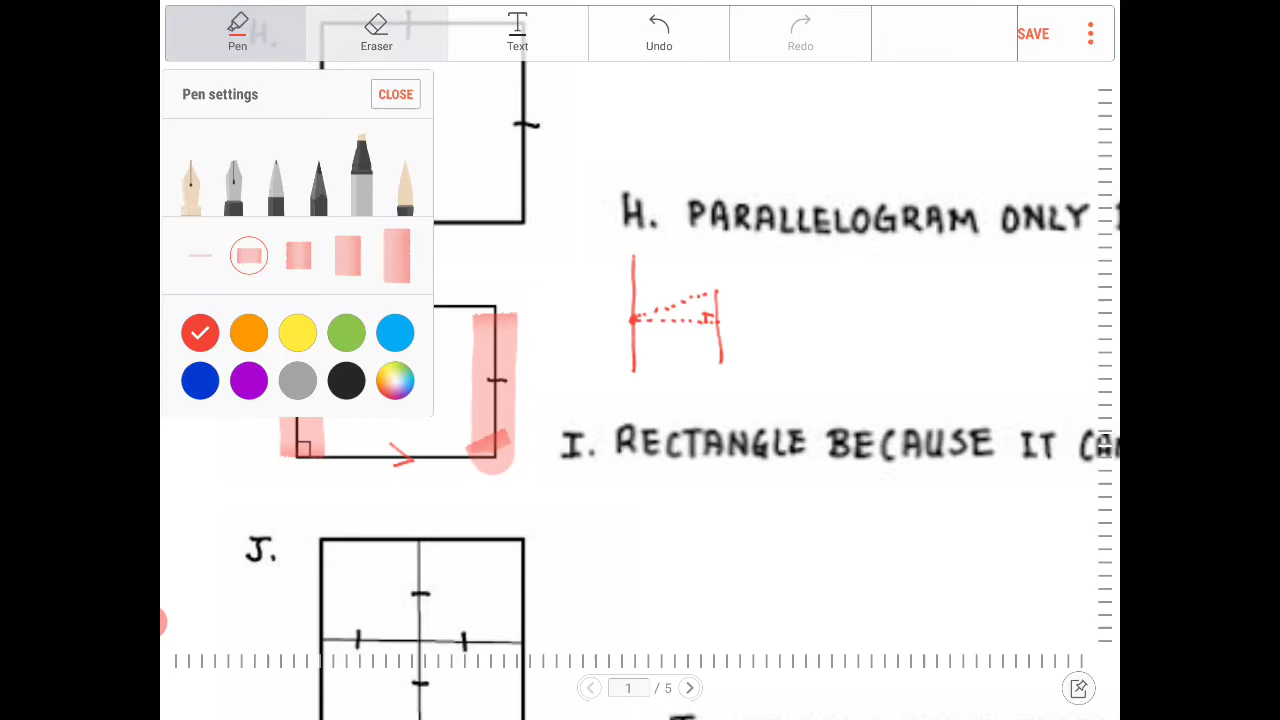 Pen
Eraser
Text
Undo
Redo
SAVE
Pen settings
CLOSE
H. PARALLELOGRAM ONLY
I. RECTANGLE BECAUSE IT
J.
1 / 5